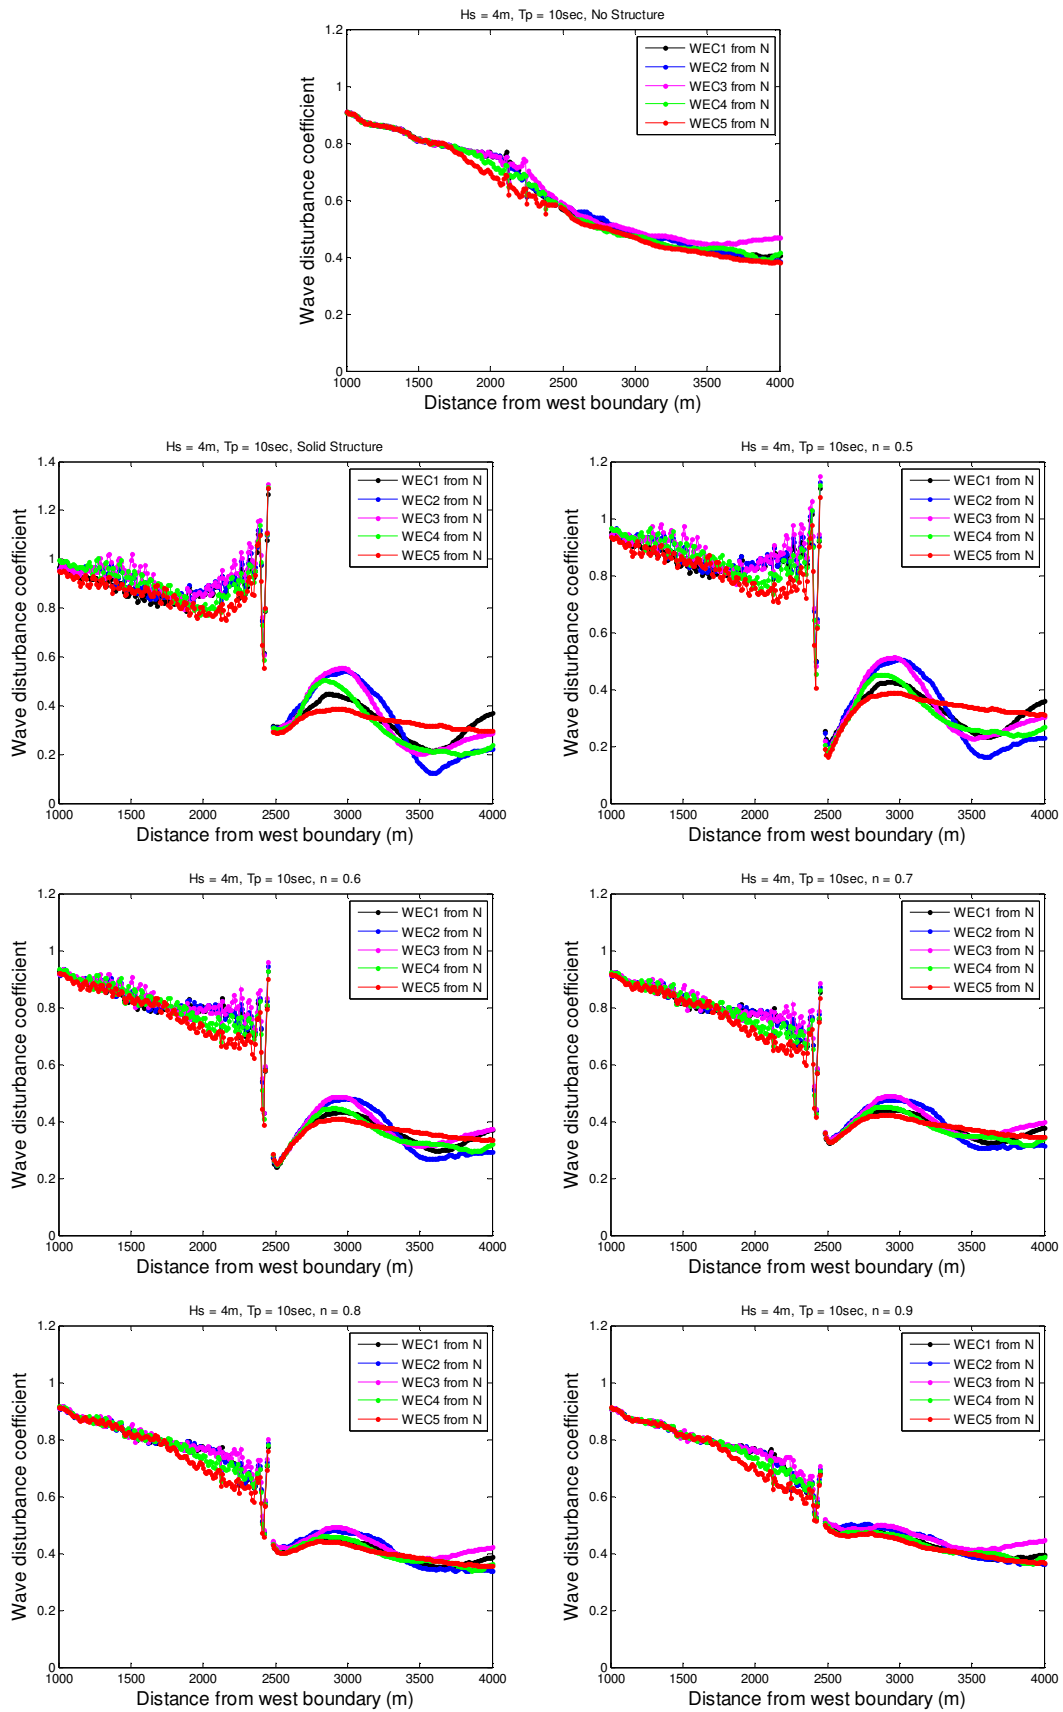 Hs = 4m, Tp = 10sec, No Structure
Wave disturbance coefficient
1.2
1
0.8
0.6
0.4
0.2
0
WEC1 from N
WEC2 from N
WEC3 from N
WEC4 from N
WEC5 from N
1000 1500 2000 2500 3000 3500 4000
Distance from west boundary (m)
Hs = 4m, Tp = 10sec, Solid Structure
Wave disturbance coefficient
1.4
1.2
1
0.8
0.6
0.4
0.2
0
WEC1 from N
WEC2 from N
WEC3 from N
WEC4 from N
WEC5 from N
1000 1500 2000 2500 3000 3500 4000
Distance from west boundary (m)
Hs = 4m, Tp = 10sec, n = 0.5
Wave disturbance coefficient
1.2
1
0.8
0.6
0.4
0.2
0
WEC1 from N
WEC2 from N
WEC3 from N
WEC4 from N
WEC5 from N
1000 1500 2000 2500 3000 3500 4000
Distance from west boundary (m)
Hs = 4m, Tp = 10sec, n = 0.6
Wave disturbance coefficient
1.2
1
0.8
0.6
0.4
0.2
0
WEC1 from N
WEC2 from N
WEC3 from N
WEC4 from N
WEC5 from N
1000 1500 2000 2500 3000 3500 4000
Distance from west boundary (m)
Hs = 4m, Tp = 10sec, n = 0.7
Wave disturbance coefficient
1.2
1
0.8
0.6
0.4
0.2
0
WEC1 from N
WEC2 from N
WEC3 from N
WEC4 from N
WEC5 from N
1000 1500 2000 2500 3000 3500 4000
Distance from west boundary (m)
Hs = 4m, Tp = 10sec, n = 0.8
Wave disturbance coefficient
1.2
1
0.8
0.6
0.4
0.2
0
WEC1 from N
WEC2 from N
WEC3 from N
WEC4 from N
WEC5 from N
1000 1500 2000 2500 3000 3500 4000
Distance from west boundary (m)
Hs = 4m, Tp = 10sec, n = 0.9
Wave disturbance coefficient
1.2
1
0.8
0.6
0.4
0.2
0
WEC1 from N
WEC2 from N
WEC3 from N
WEC4 from N
WEC5 from N
1000 1500 2000 2500 3000 3500 4000
Distance from west boundary (m)